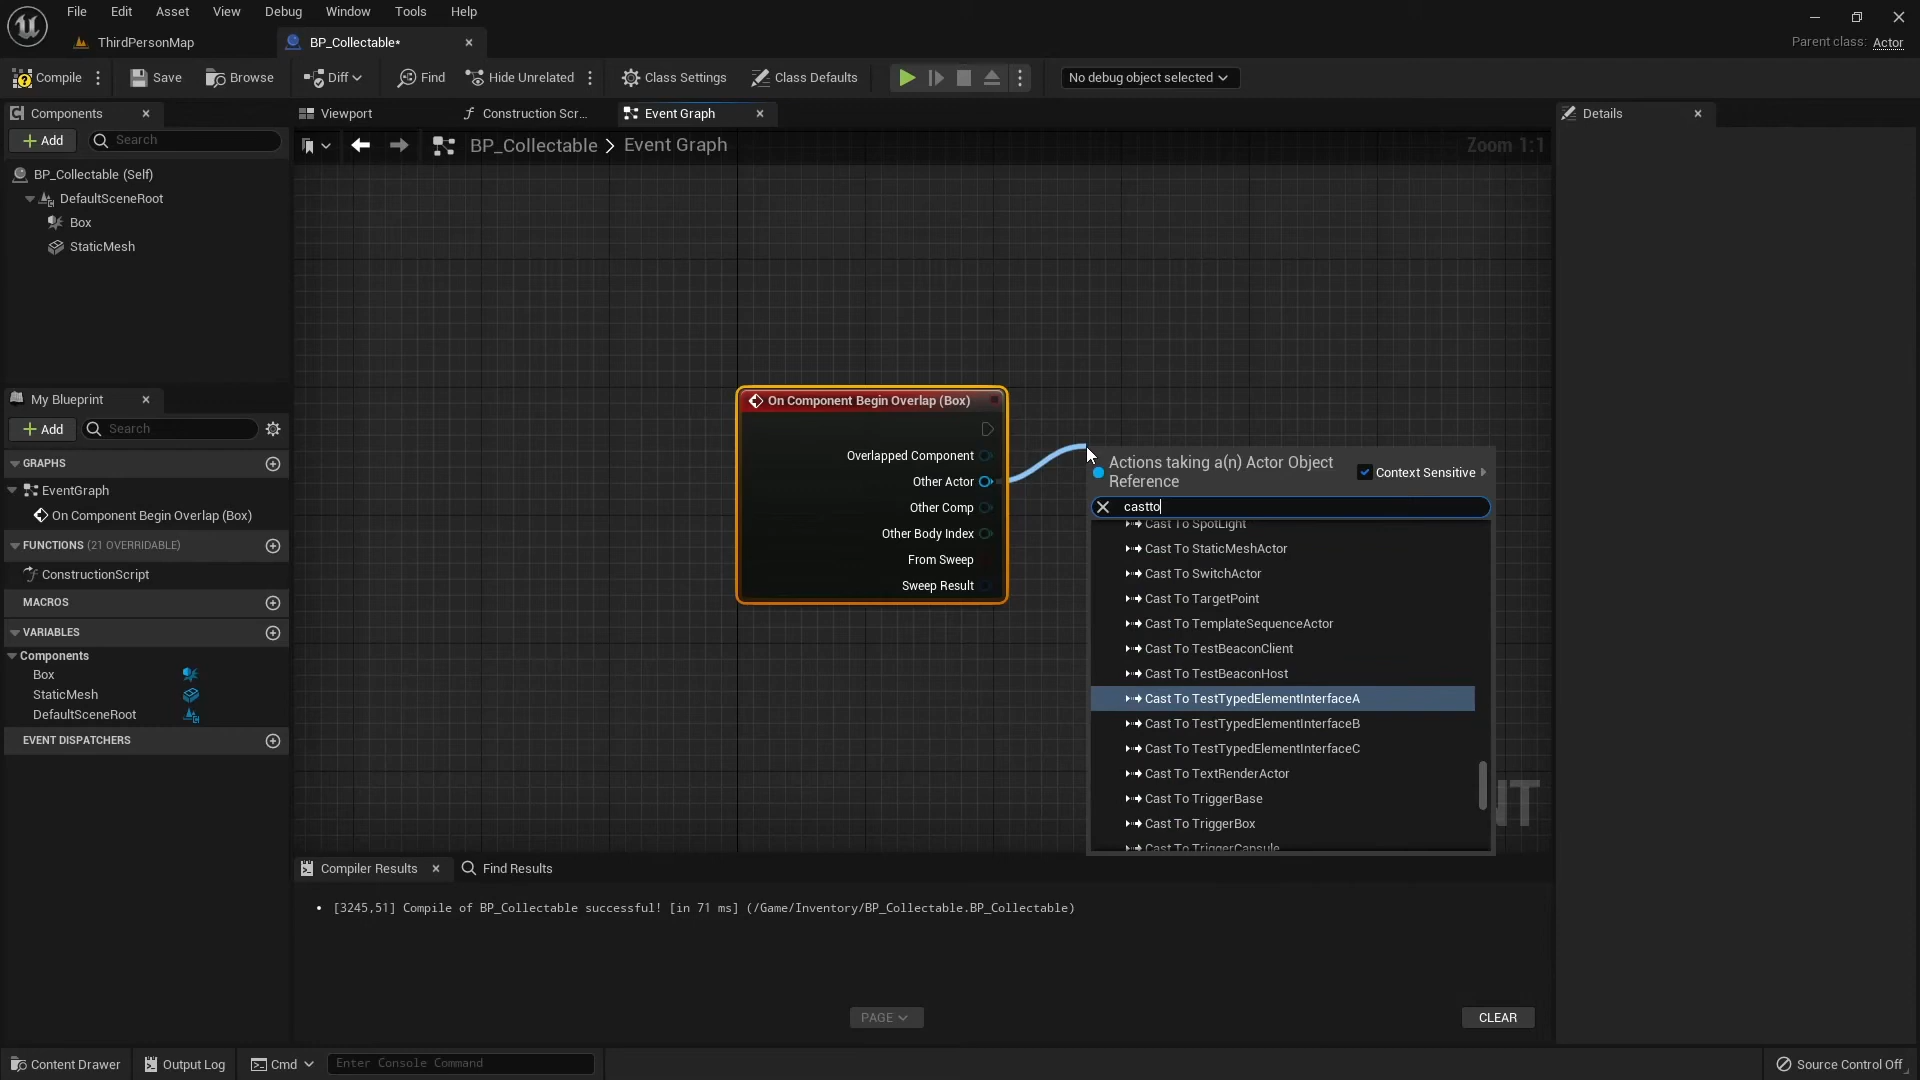 File Edit Asset View Debug Window Tools Help
ThirdPersonMap BP_Collectable*
Parent class: Actor
Compile Save Browse Diff Find Hide Unrelated Class Settings Class Defaults No debug object selected
Components
Viewport Construction Scr... Event Graph
Details
Add Search
BP_Collectable > Event Graph
Zoom 1:1
BP_Collectable (Self)
DefaultSceneRoot
Box
StaticMesh
My Blueprint
Add Search
GRAPHS
EventGraph
On Component Begin Overlap (Box)
FUNCTIONS (21 OVERRIDABLE)
ConstructionScript
MACROS
VARIABLES
Components
Box
StaticMesh
DefaultSceneRoot
EVENT DISPATCHERS
On Component Begin Overlap (Box)
Overlapped Component
Other Actor
Other Comp
Other Body Index
From Sweep
Sweep Result
Actions taking a(n) Actor Object
Reference
Context Sensitive
castto
Cast To SpotLight
Cast To StaticMeshActor
Cast To SwitchActor
Cast To TargetPoint
Cast To TemplateSequenceActor
Cast To TestBeaconClient
Cast To TestBeaconHost
Cast To TestTypedElementInterfaceA
Cast To TestTypedElementInterfaceB
Cast To TestTypedElementInterfaceC
Cast To TextRenderActor
Cast To TriggerBase
Cast To TriggerBox
Cast To TriggerCapsule
NT
Compiler Results Find Results
• [3245,51] Compile of BP_Collectable successful! [in 71 ms] (/Game/Inventory/BP_Collectable.BP_Collectable)
PAGE
CLEAR
Content Drawer Output Log Cmd Enter Console Command
Source Control Off